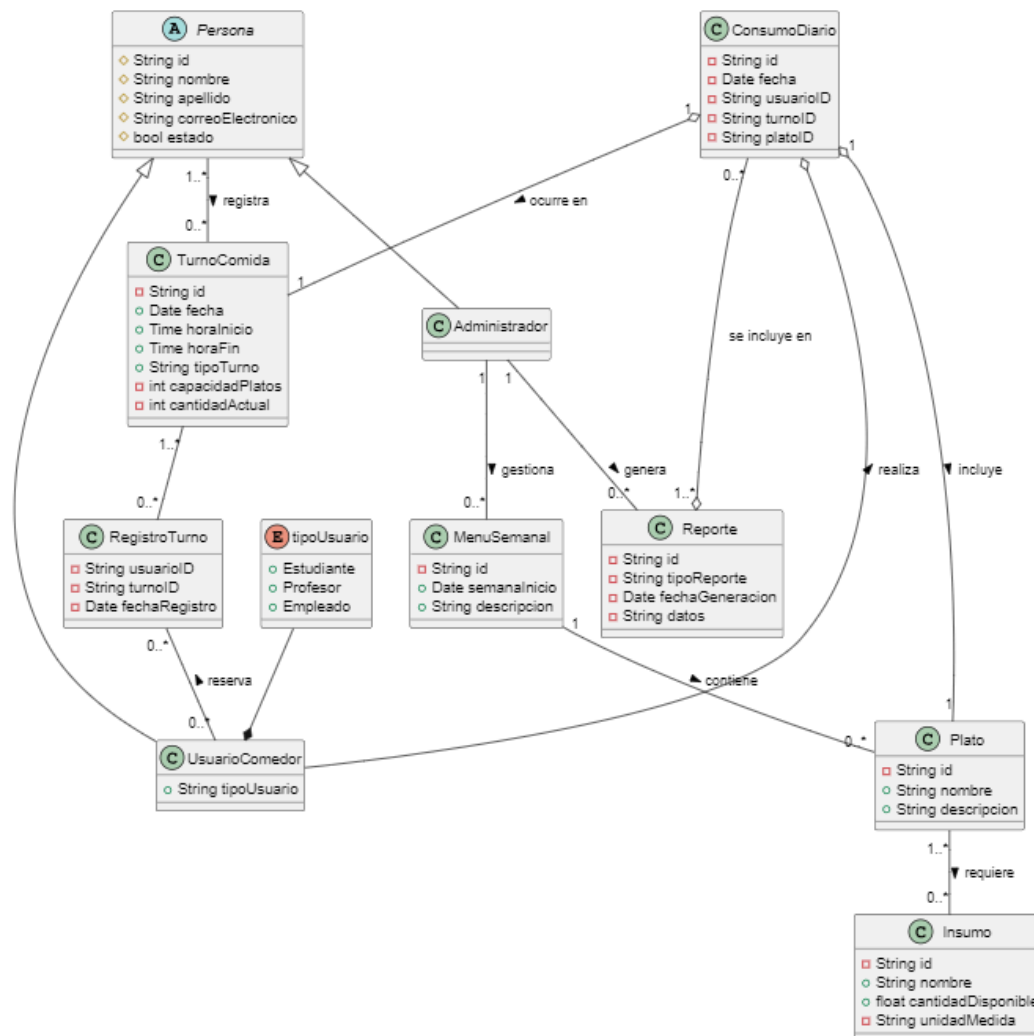 A Persona
String id
String nombre
String apellido
String correoElectronico
bool estado
C ConsumoDiario
String id
Date fecha
String usuarioID
String turnoID
String platoID
1
1
0..*
1..*
registra
0..*
ocurre en
1
C TurnoComida
String id
Date fecha
Time horaInicio
Time horaFin
String tipoTurno
int capacidadPlatos
int cantidadActual
C Administrador
se incluye en
1
1
1..*
0..*
gestiona
0..*
genera
0..*
1..*
realiza
incluye
C RegistroTurno
String usuarioID
String turnoID
Date fechaRegistro
E tipoUsuario
Estudiante
Profesor
Empleado
C MenuSemanal
String id
Date semanaInicio
String descripcion
C Reporte
String id
String tipoReporte
Date fechaGeneracion
String datos
0..*
reserva
0..*
1
contiene
0..*
1
C UsuarioComedor
String tipoUsuario
C Plato
String id
String nombre
String descripcion
1..*
requiere
0..*
C Insumo
String id
String nombre
float cantidadDisponible
String unidadMedida